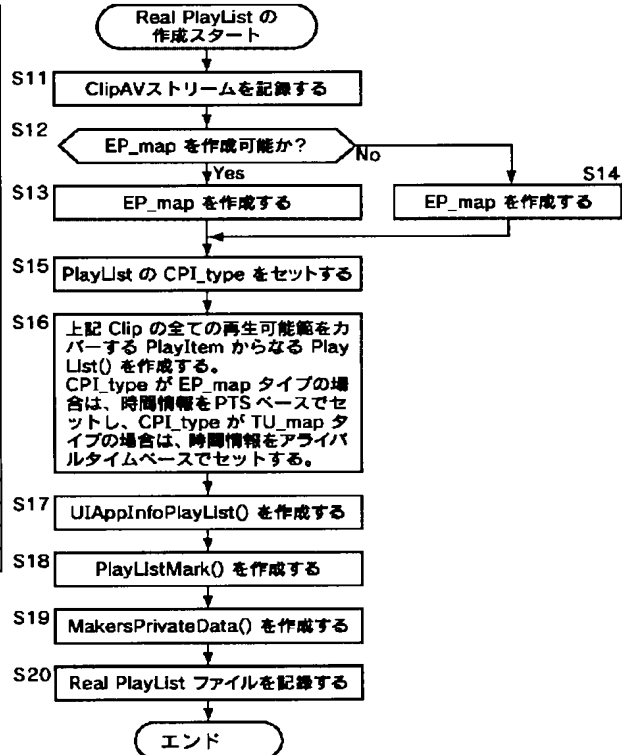 Real PlayList の
作成スタート
S11
ClipAVストリームを記録する
S12
EP_map を作成可能か？
No
Yes
S13
EP_map を作成する
S14
EP_map を作成する
S15
PlayList の CPI_type をセットする
S16
上記 Clip の全ての再生可能範をカ
バーする PlayItem からなる Play
List() を作成する。
CPI_type が EP_map タイプの場
合は、時間情報を PTS ベースでセ
ットし、CPI_type が TU_map タ
イプの場合は、時間情報をアライバ
ルタイムベースでセットする。
S17
UIAppInfoPlayList() を作成する
S18
PlayListMark() を作成する
S19
MakersPrivateData() を作成する
S20
Real PlayList ファイルを記録する
エンド